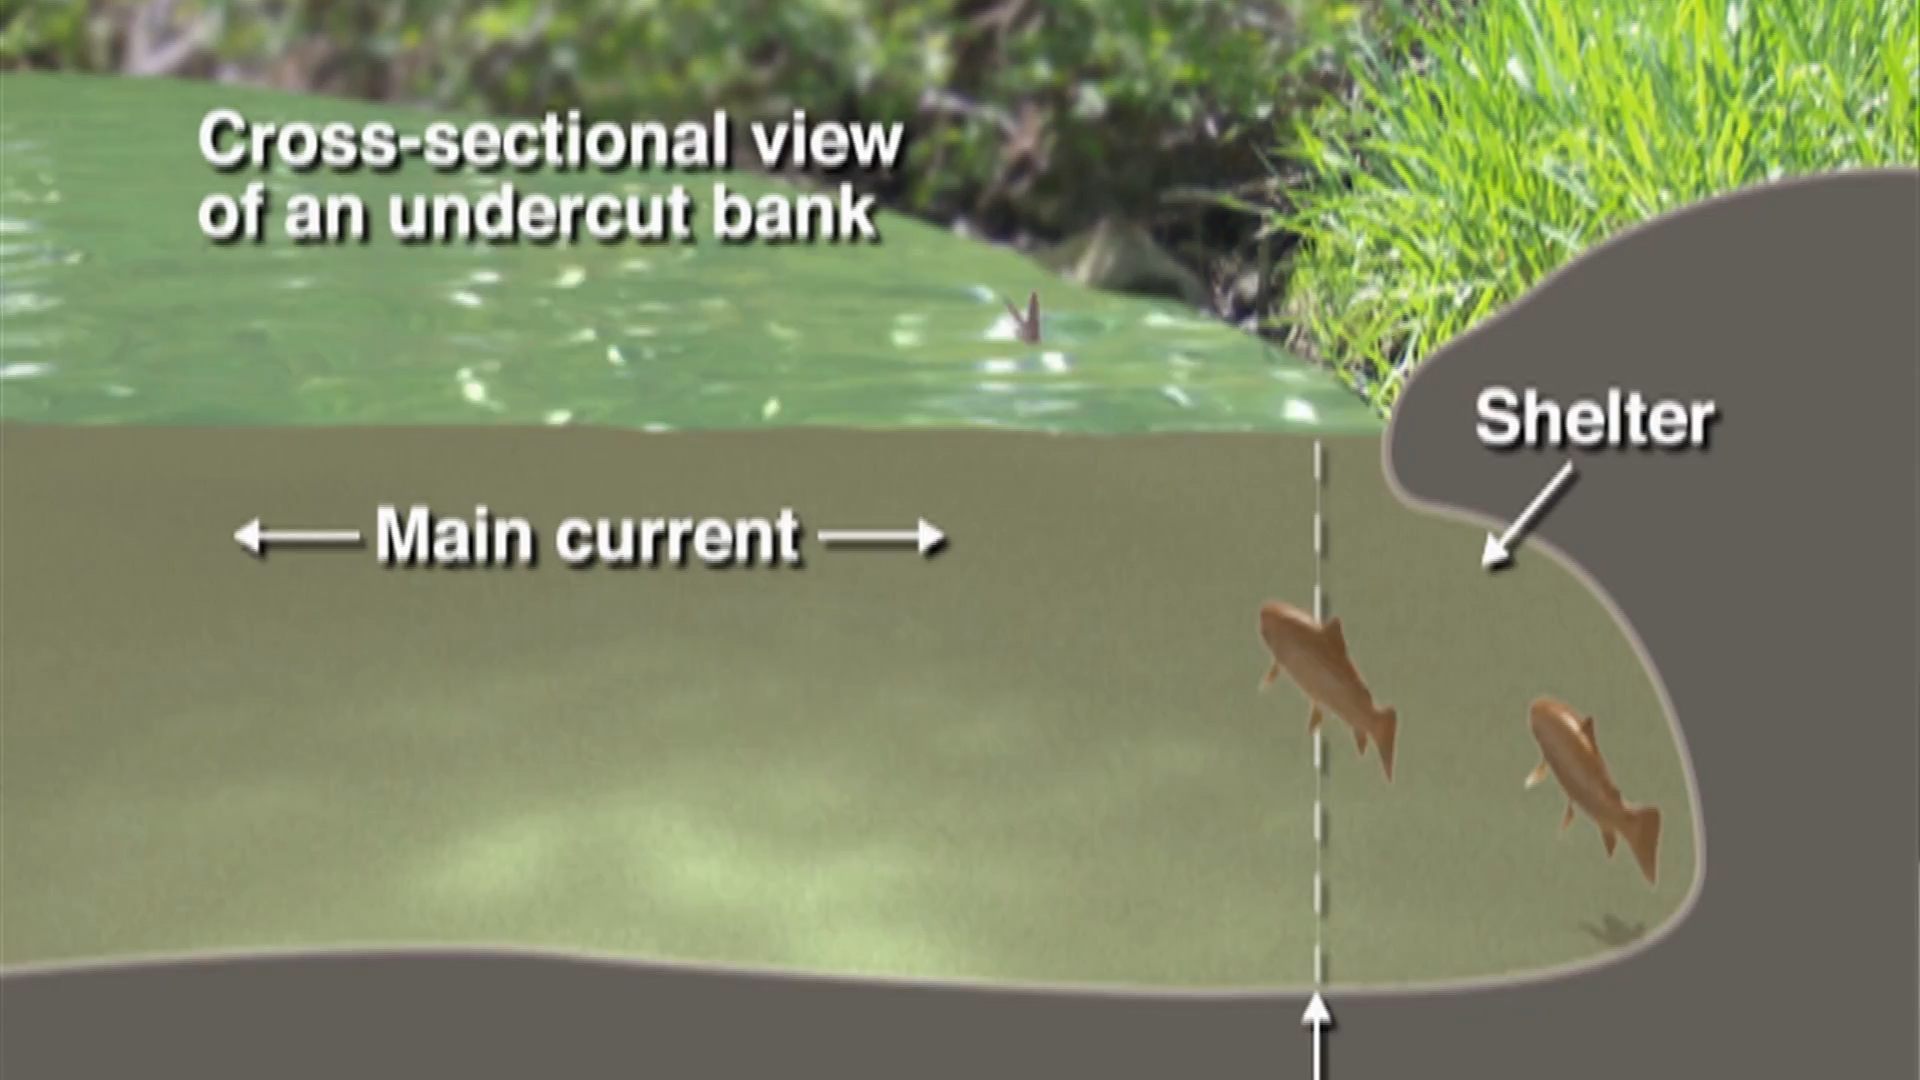 Cross-sectional view
of an undercut bank
Shelter
Main current